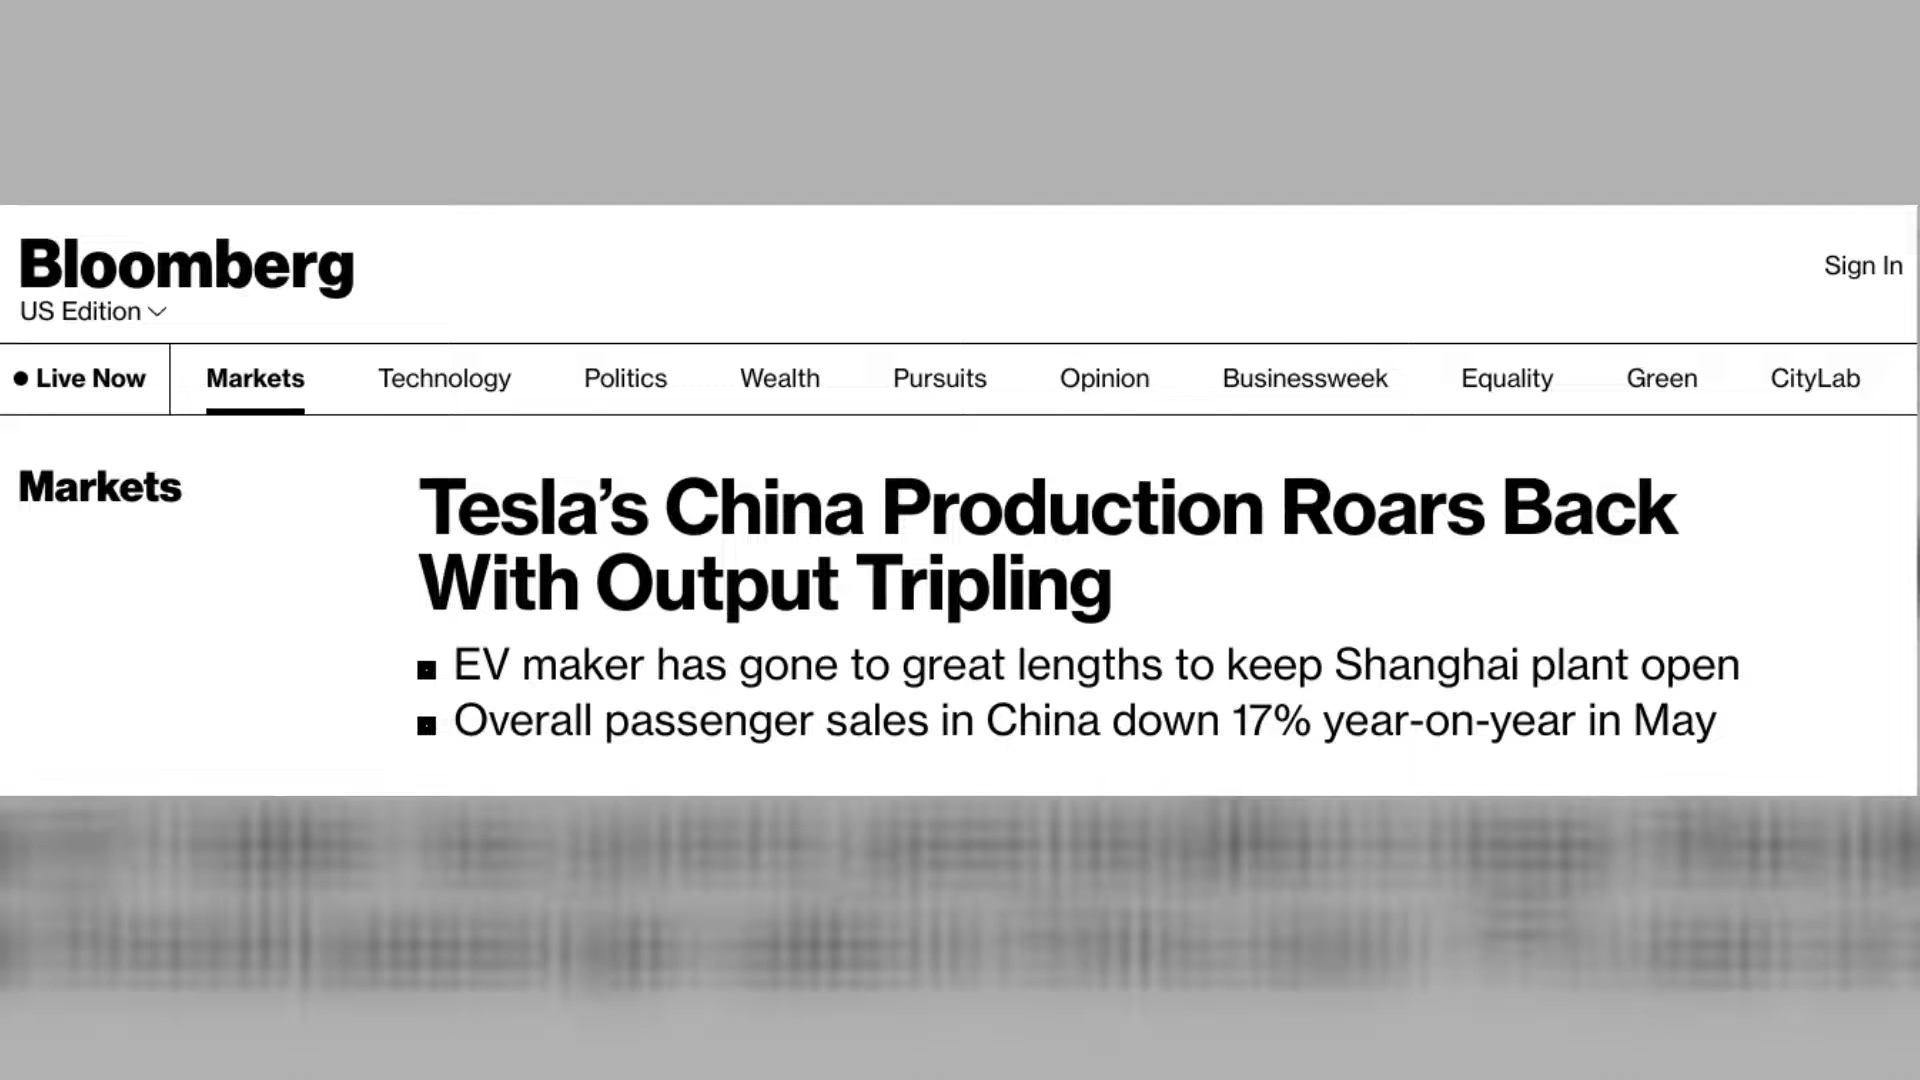 Bloomberg
Sign In
US Edition
Live Now Markets Technology Politics Wealth Pursuits Opinion Businessweek Equality Green CityLab
Markets
Tesla’s China Production Roars Back
With Output Tripling
EV maker has gone to great lengths to keep Shanghai plant open
Overall passenger sales in China down 17% year-on-year in May